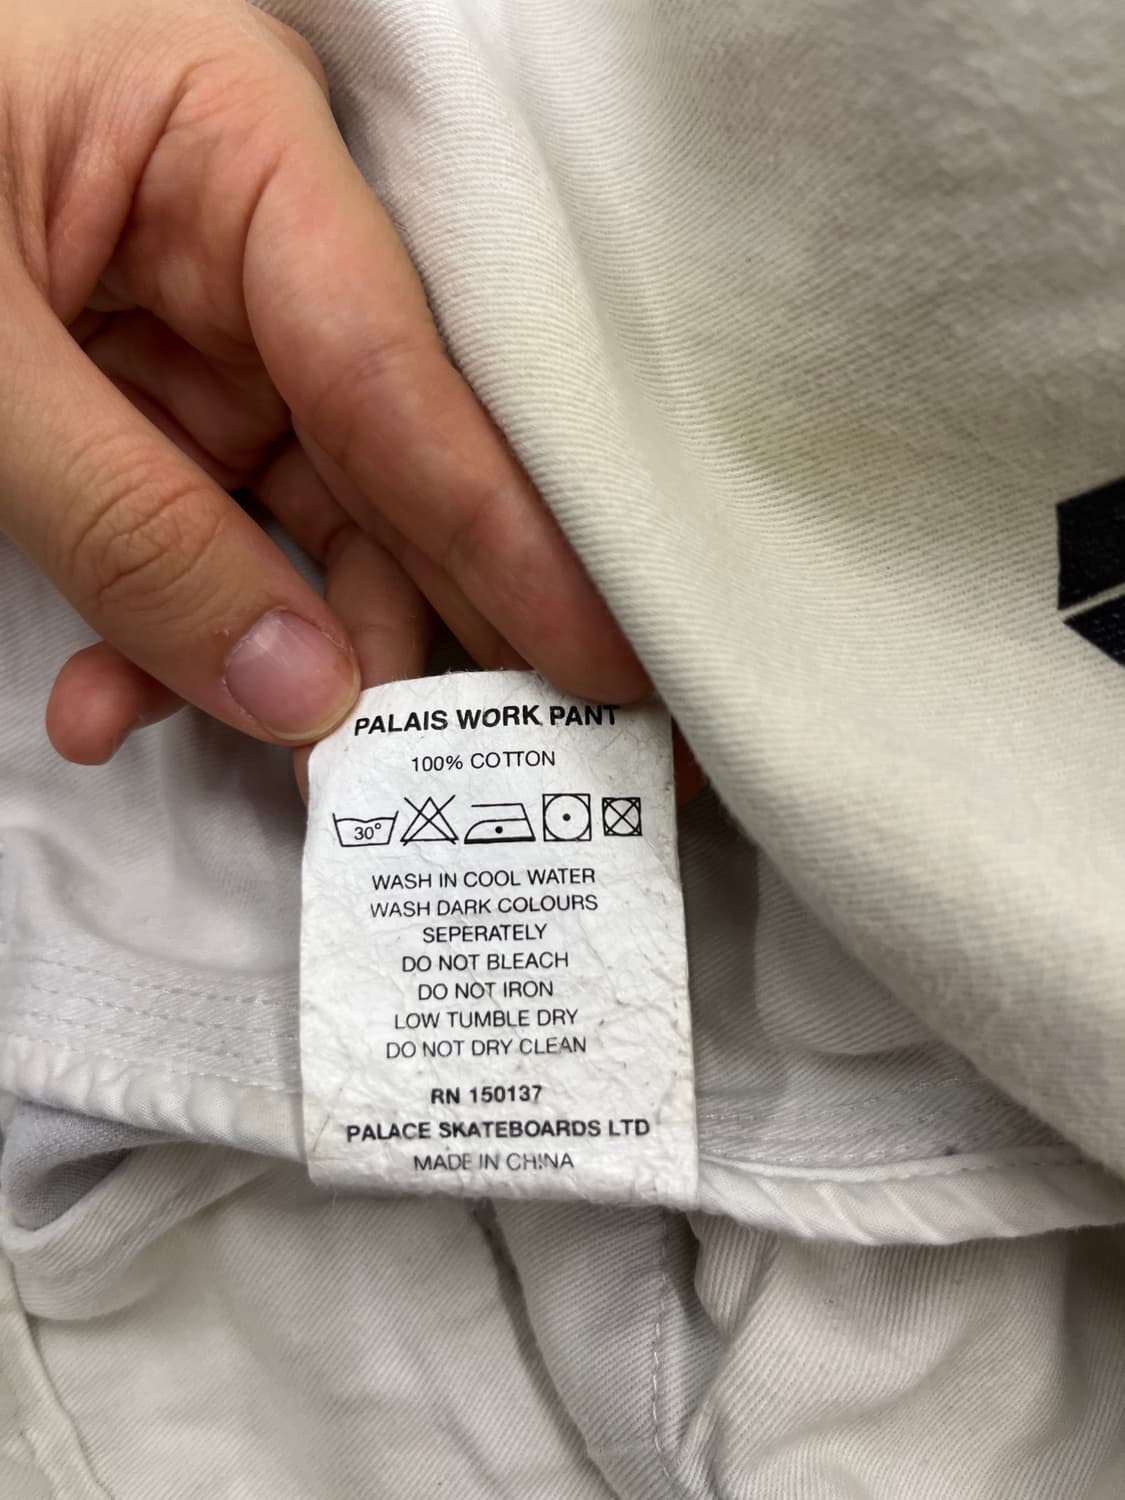 PALAIS WORK PANT
100% COTTON
30°
WASH IN COOL WATER
WASH DARK COLOURS
SEPERATELY
DO NOT BLEACH
DO NOT IRON
LOW TUMBLE DRY
DO NOT DRY CLEAN
RN 150137
PALACE SKATEBOARDS LTD
MADE IN CHINA